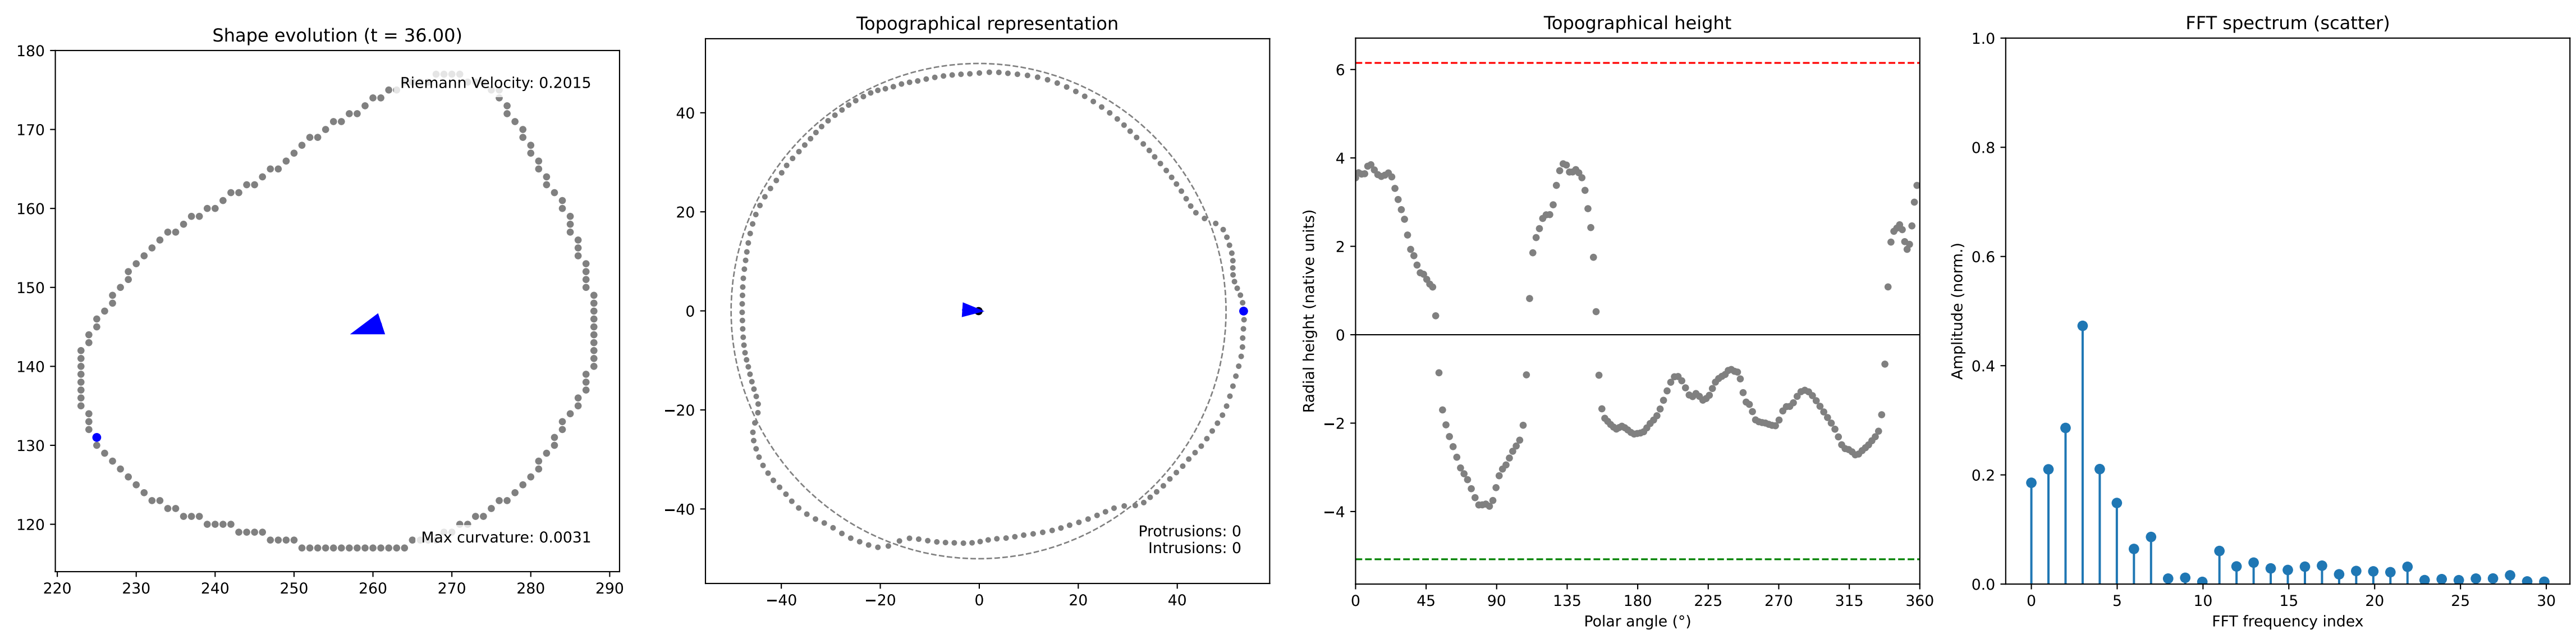 Shape evolution (t = 36.00)
180
170
160
150
140
130
120
220 230 240 250 260 270 280 290
Riemann Velocity: 0.2015
Max curvature: 0.0031
Topographical representation
40
20
0
−20
−40
−40 −20 0 20 40
Protrusions: 0
Intrusions: 0
Topographical height
Radial height (native units)
6
4
2
0
−2
−4
0 45 90 135 180 225 270 315 360
Polar angle (°)
FFT spectrum (scatter)
Amplitude (norm.)
1.0
0.8
0.6
0.4
0.2
0.0
0 5 10 15 20 25 30
FFT frequency index